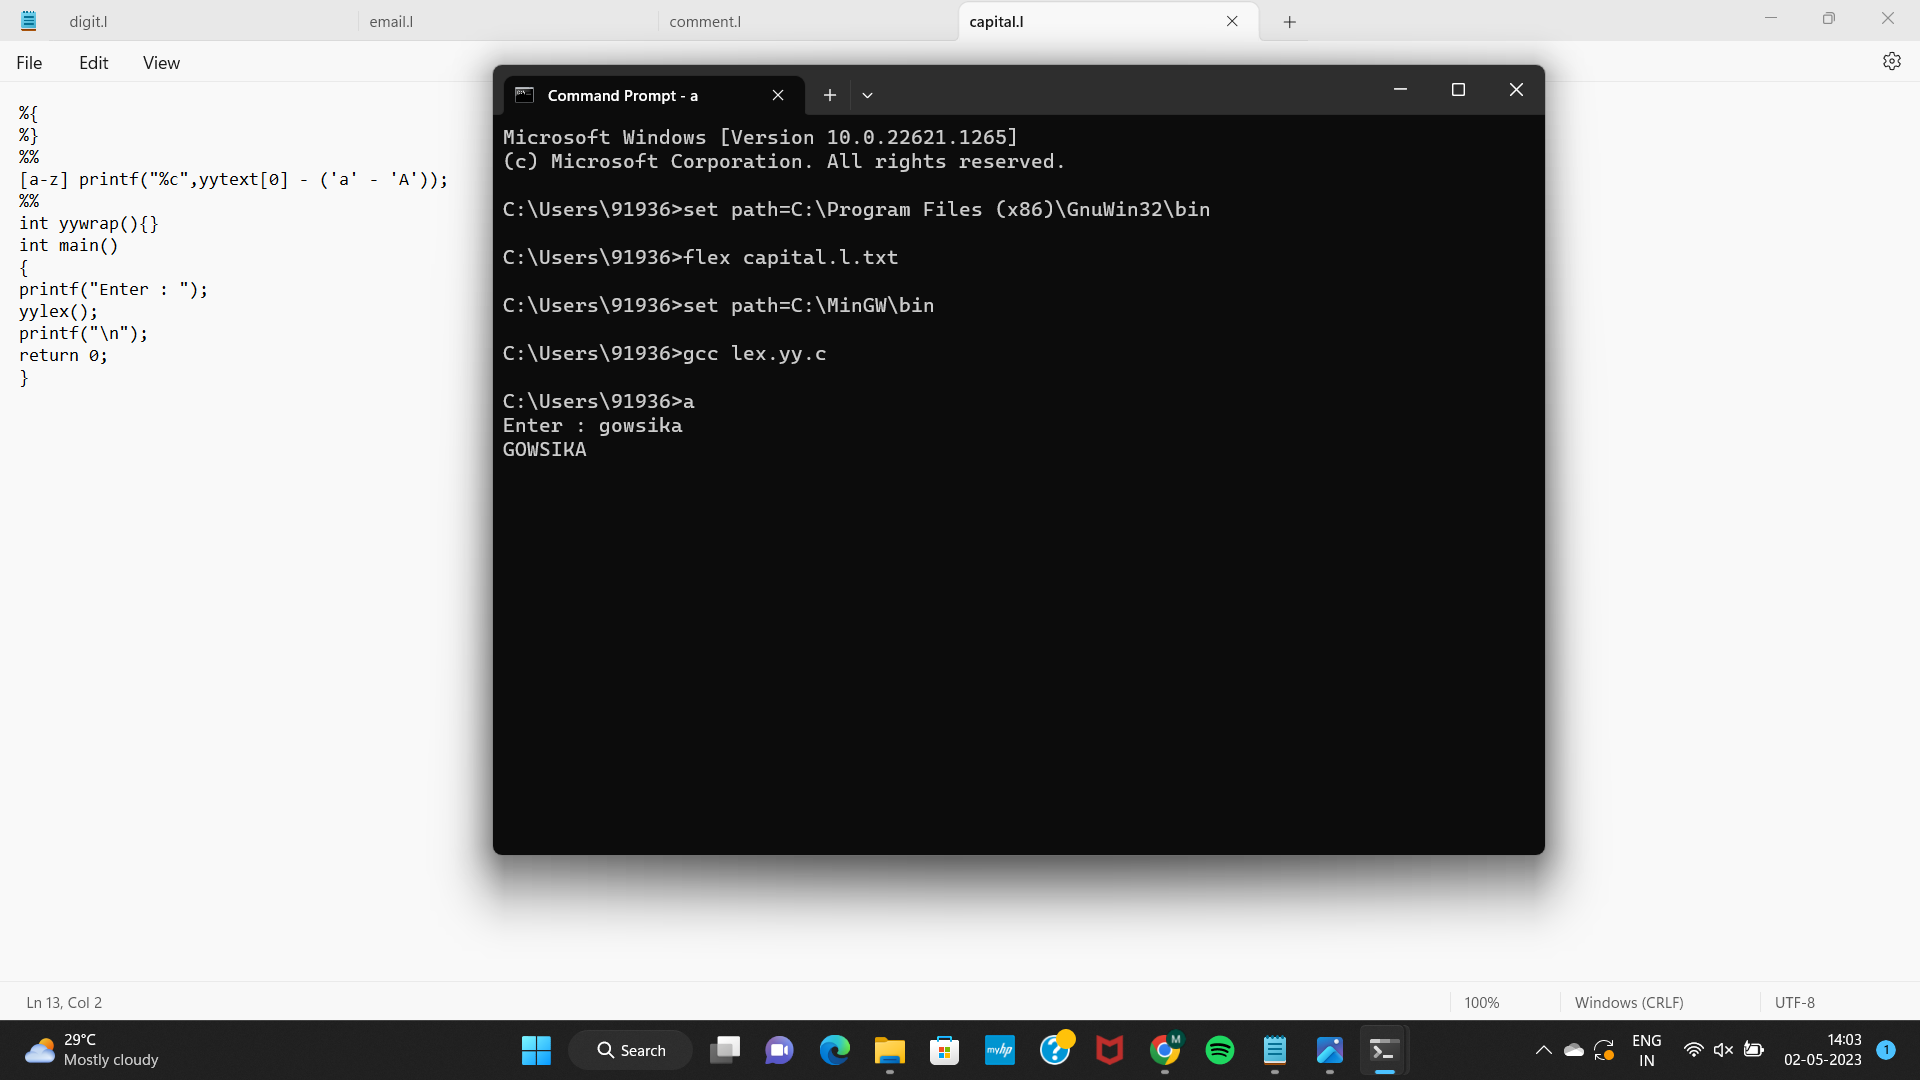 digit.l
email.l
comment.l
capital.l
File Edit View
%{
%}
%%
[a-z] printf("%c",yytext[0] - ('a' - 'A'));
%%
int yywrap(){}
int main()
{
printf("Enter : ");
yylex();
printf("\n");
return 0;
}
Command Prompt - a
Microsoft Windows [Version 10.0.22621.1265]
(c) Microsoft Corporation. All rights reserved.
C:\Users\91936>set path=C:\Program Files (x86)\GnuWin32\bin
C:\Users\91936>flex capital.l.txt
C:\Users\91936>set path=C:\MinGW\bin
C:\Users\91936>gcc lex.yy.c
C:\Users\91936>a
Enter : gowsika
GOWSIKA
Ln 13, Col 2
100%
Windows (CRLF)
UTF-8
29°C
Mostly cloudy
Search
myhp
M
ENG
IN
14:03
02-05-2023
1